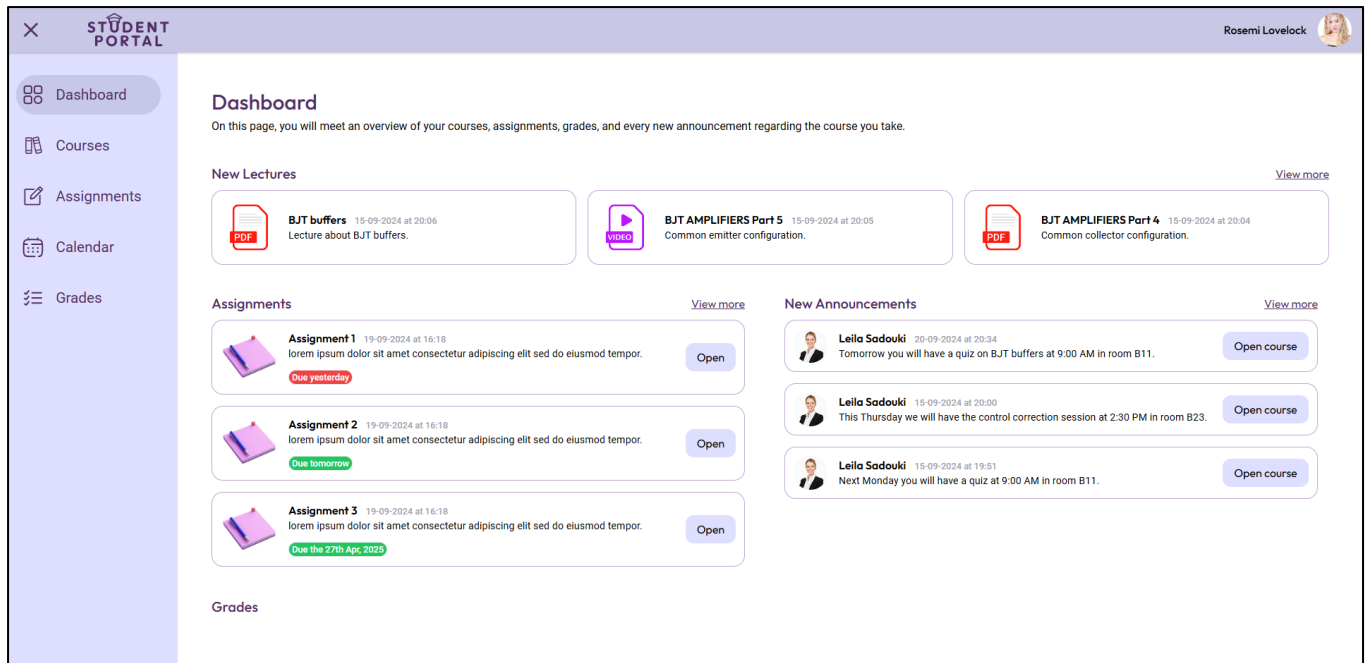 STUDENT
PORTAL
Rosemi Lovelock
Dashboard
Courses
Assignments
Calendar
Grades
Dashboard
On this page, you will meet an overview of your courses, assignments, grades, and every new announcement regarding the course you take.
New Lectures
View more
PDF
BJT buffers 15-09-2024 at 20:06
Lecture about BJT buffers.
VIDEO
BJT AMPLIFIERS Part 5 15-09-2024 at 20:05
Common emitter configuration.
PDF
BJT AMPLIFIERS Part 4 15-09-2024 at 20:04
Common collector configuration.
Assignments
View more
Assignment 1 19-09-2024 at 16:18
lorem ipsum dolor sit amet consectetur adipiscing elit sed do eiusmod tempor.
Due yesterday
Open
Assignment 2 19-09-2024 at 16:18
lorem ipsum dolor sit amet consectetur adipiscing elit sed do eiusmod tempor.
Due tomorrow
Open
Assignment 3 19-09-2024 at 16:18
lorem ipsum dolor sit amet consectetur adipiscing elit sed do eiusmod tempor.
Due the 27th Apr, 2025
Open
New Announcements
View more
Leila Sadouki 20-09-2024 at 20:34
Tomorrow you will have a quiz on BJT buffers at 9:00 AM in room B11.
Open course
Leila Sadouki 15-09-2024 at 20:00
This Thursday we will have the control correction session at 2:30 PM in room B23.
Open course
Leila Sadouki 15-09-2024 at 19:51
Next Monday you will have a quiz at 9:00 AM in room B11.
Open course
Grades